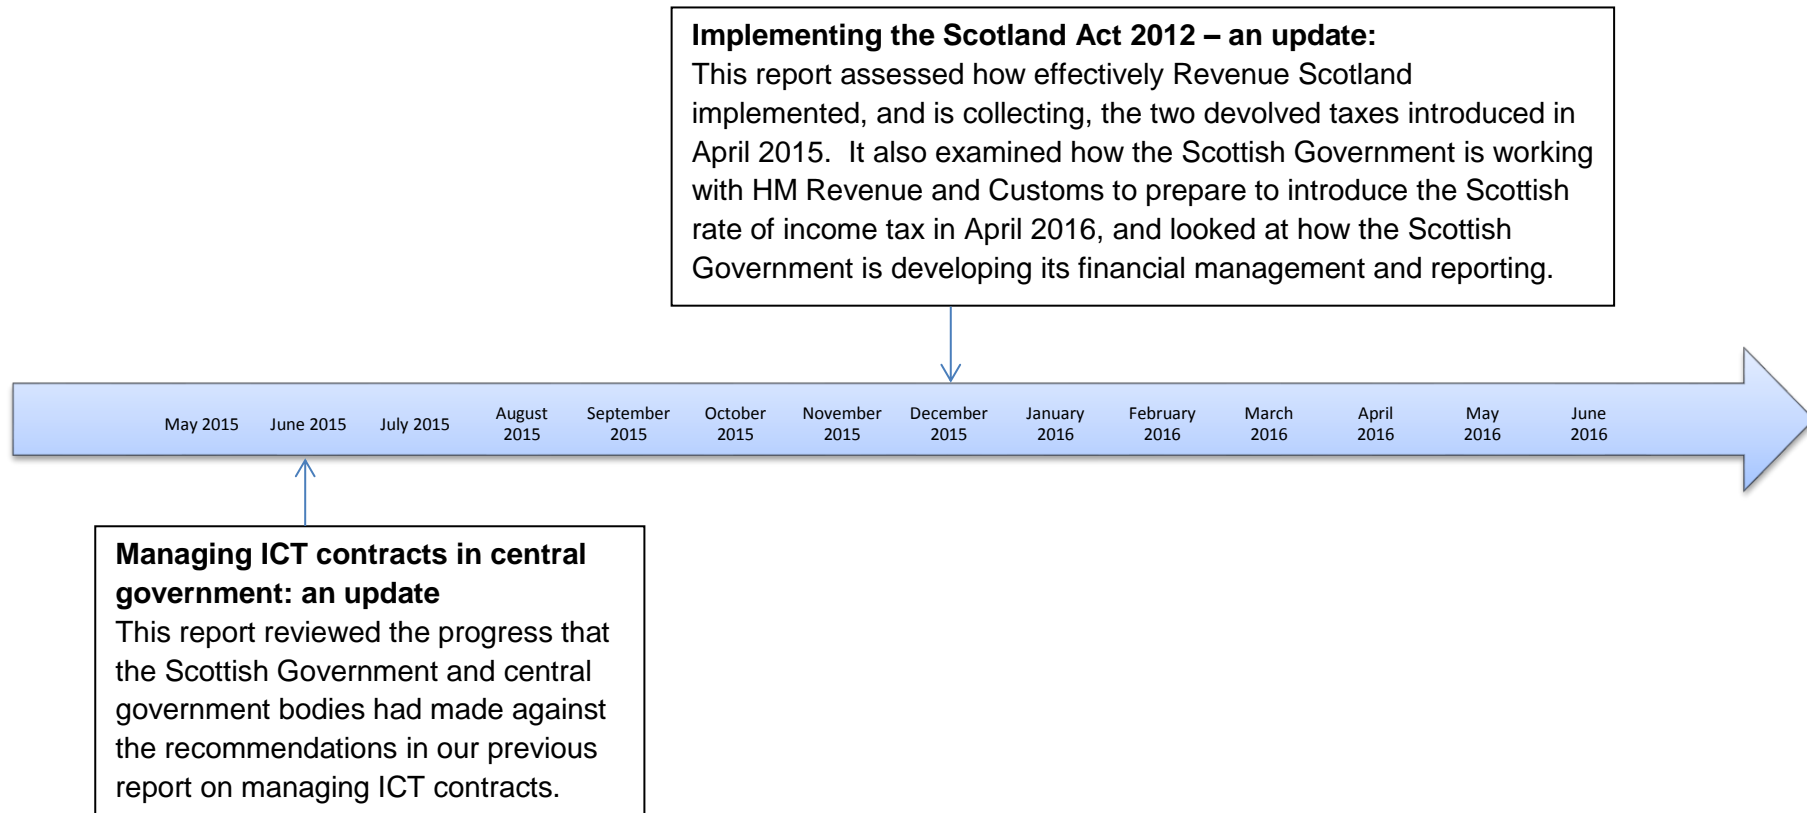 Implementing the Scotland Act 2012 – an update:
This report assessed how effectively Revenue Scotland
implemented, and is collecting, the two devolved taxes introduced in
April 2015.  It also examined how the Scottish Government is working
with HM Revenue and Customs to prepare to introduce the Scottish
rate of income tax in April 2016, and looked at how the Scottish
Government is developing its financial management and reporting.
May 2015
June 2015
July 2015
August
2015
September
2015
October
2015
November
2015
December
2015
January
2016
February
2016
March
2016
April
2016
May
2016
June
2016
Managing ICT contracts in central
government: an update
This report reviewed the progress that
the Scottish Government and central
government bodies had made against
the recommendations in our previous
report on managing ICT contracts.